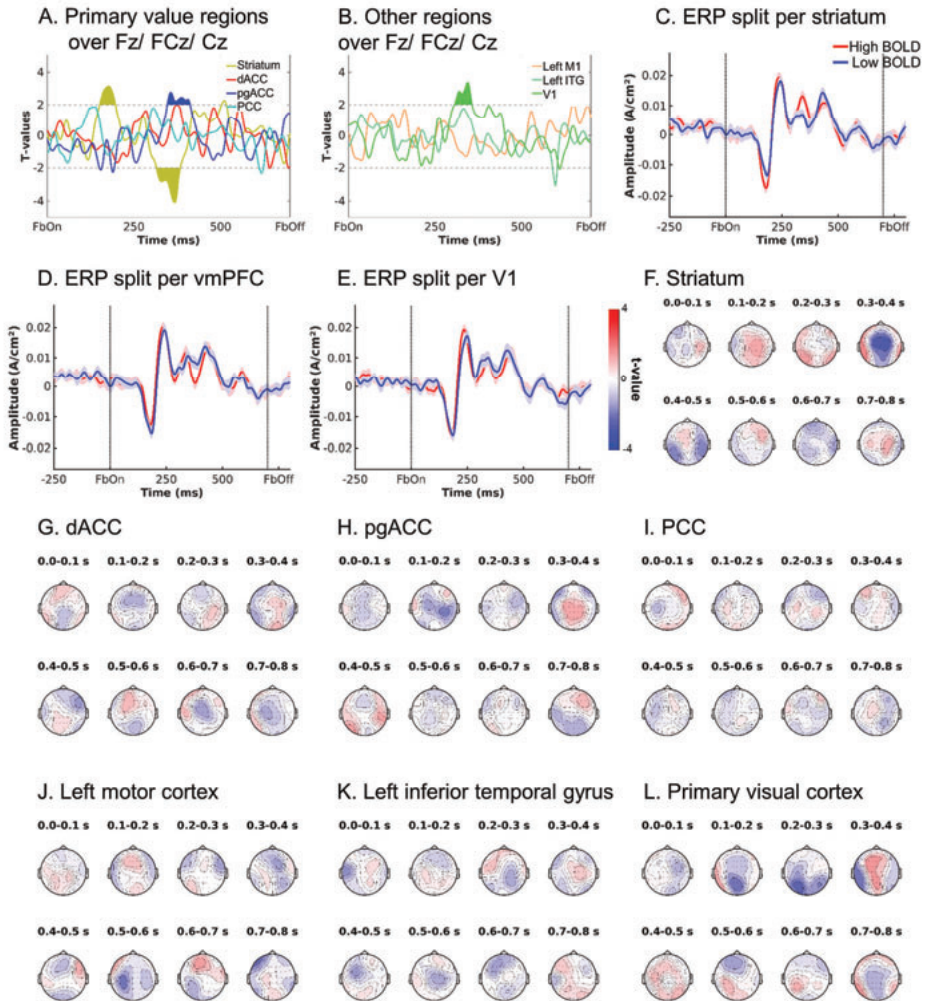 A. Primary value regions
over Fz/ FCz/ Cz
B. Other regions
over Fz/ FCz/ Cz
C. ERP split per striatum
T-values
4
2
0
-2
-4
Striatum
dACC
pgACC
PCC
FbOn
FbOff
Time (ms)
T-values
4
2
0
-2
-4
Left M1
Left ITG
V1
FbOn
FbOff
Time (ms)
High BOLD
Low BOLD
Amplitude (A/cm²)
0.02
0.01
0
-0.01
-0.02
-250 FbOn 250 500 FbOff
Time (ms)
D. ERP split per vmPFC
E. ERP split per V1
F. Striatum
Amplitude (A/cm²)
0.02
0.01
0
-0.01
-0.02
-250 FbOn 250 500 FbOff
Time (ms)
Amplitude (A/cm²)
0.02
0.01
0
-0.01
-0.02
-250 FbOn 250 500 FbOff
Time (ms)
4
0
-4
t-value
0.0-0.1 s 0.1-0.2 s 0.2-0.3 s 0.3-0.4 s
0.4-0.5 s 0.5-0.6 s 0.6-0.7 s 0.7-0.8 s
G. dACC
0.0-0.1 s 0.1-0.2 s 0.2-0.3 s 0.3-0.4 s
0.4-0.5 s 0.5-0.6 s 0.6-0.7 s 0.7-0.8 s
H. pgACC
0.0-0.1 s 0.1-0.2 s 0.2-0.3 s 0.3-0.4 s
0.4-0.5 s 0.5-0.6 s 0.6-0.7 s 0.7-0.8 s
I. PCC
0.0-0.1 s 0.1-0.2 s 0.2-0.3 s 0.3-0.4 s
0.4-0.5 s 0.5-0.6 s 0.6-0.7 s 0.7-0.8 s
J. Left motor cortex
0.0-0.1 s 0.1-0.2 s 0.2-0.3 s 0.3-0.4 s
0.4-0.5 s 0.5-0.6 s 0.6-0.7 s 0.7-0.8 s
K. Left inferior temporal gyrus
0.0-0.1 s 0.1-0.2 s 0.2-0.3 s 0.3-0.4 s
0.4-0.5 s 0.5-0.6 s 0.6-0.7 s 0.7-0.8 s
L. Primary visual cortex
0.0-0.1 s 0.1-0.2 s 0.2-0.3 s 0.3-0.4 s
0.4-0.5 s 0.5-0.6 s 0.6-0.7 s 0.7-0.8 s